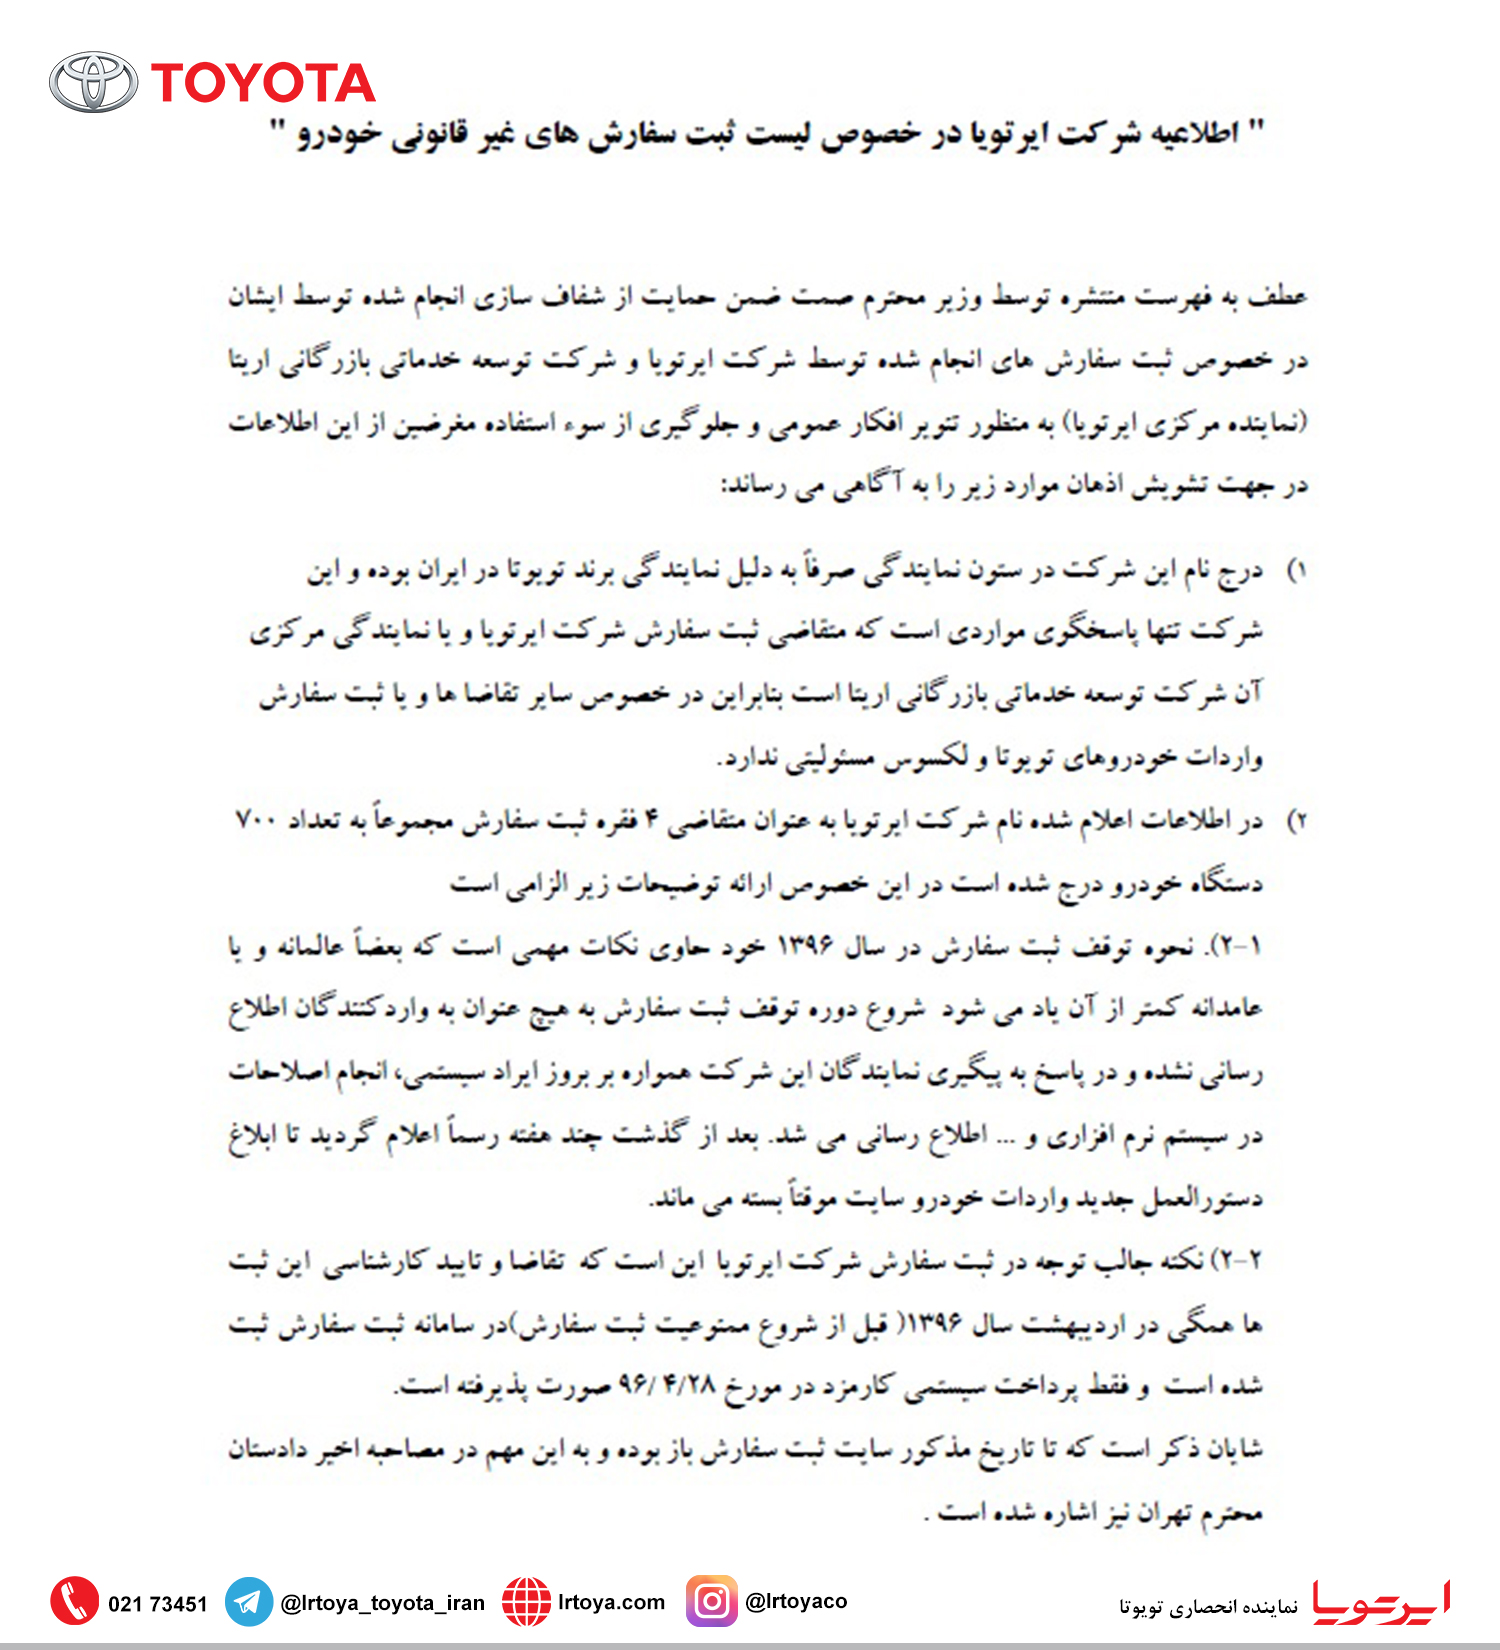 TOYOTA
" اطلاعیه شرکت ایرتویا در خصوص لیست ثبت سفارش های غیر قانونی خودرو "
عطف به فهرست منتشره توسط وزیر محترم صمت ضمن حمایت از شفاف سازی انجام شده توسط ایشان
در خصوص ثبت سفارش های انجام شده توسط شرکت ایرتویا و شرکت توسعه خدماتی بازرگانی اریتا
(نماینده مرکزی ایرتویا) به منظور تنویر افکار عمومی و جلوگیری از سوء استفاده مغرضین از این اطلاعات
در جهت تشویش اذهان موارد زیر را به آگاهی می رساند:
۱) درج نام این شرکت در ستون نمایندگی صرفاً به دلیل نمایندگی برند تویوتا در ایران بوده و این
شرکت تنها پاسخگوی مواردی است که متقاضی ثبت سفارش شرکت ایرتویا و یا نمایندگی مرکزی
آن شرکت توسعه خدماتی بازرگانی اریتا است بنابراین در خصوص سایر تقاضا ها و یا ثبت سفارش
واردات خودروهای تویوتا و لکسوس مسئولیتی ندارد.
۲) در اطلاعات اعلام شده نام شرکت ایرتویا به عنوان متقاضی ۴ فقره ثبت سفارش مجموعاً به تعداد ۷۰۰
دستگاه خودرو درج شده است در این خصوص ارائه توضیحات زیر الزامی است
۲-۱). نحوه توقف ثبت سفارش در سال ۱۳۹۶ خود حاوی نکات مهمی است که بعضاً عالمانه و یا
عامدانه کمتر از آن یاد می شود شروع دوره توقف ثبت سفارش به هیچ عنوان به واردکنندگان اطلاع
رسانی نشده و در پاسخ به پیگیری نمایندگان این شرکت همواره بر بروز ایراد سیستمی، انجام اصلاحات
در سیستم نرم افزاری و ... اطلاع رسانی می شد. بعد از گذشت چند هفته رسماً اعلام گردید تا ابلاغ
دستورالعمل جدید واردات خودرو سایت موقتاً بسته می ماند.
۲-۲) نکته جالب توجه در ثبت سفارش شرکت ایرتویا این است که تقاضا و تایید کارشناسی این ثبت
ها همگی در اردیبهشت سال ۱۳۹۶( قبل از شروع ممنوعیت ثبت سفارش)در سامانه ثبت سفارش ثبت
شده است و فقط پرداخت سیستمی کارمزد در مورخ ۹۶/۴/۲۸ صورت پذیرفته است.
شایان ذکر است که تا تاریخ مذکور سایت ثبت سفارش باز بوده و به این مهم در مصاحبه اخیر دادستان
محترم تهران نیز اشاره شده است .
021 73451 @Irtoya_toyota_iran Irtoya.com @Irtoyaco نماینده انحصاری تویوتا ایرتویا